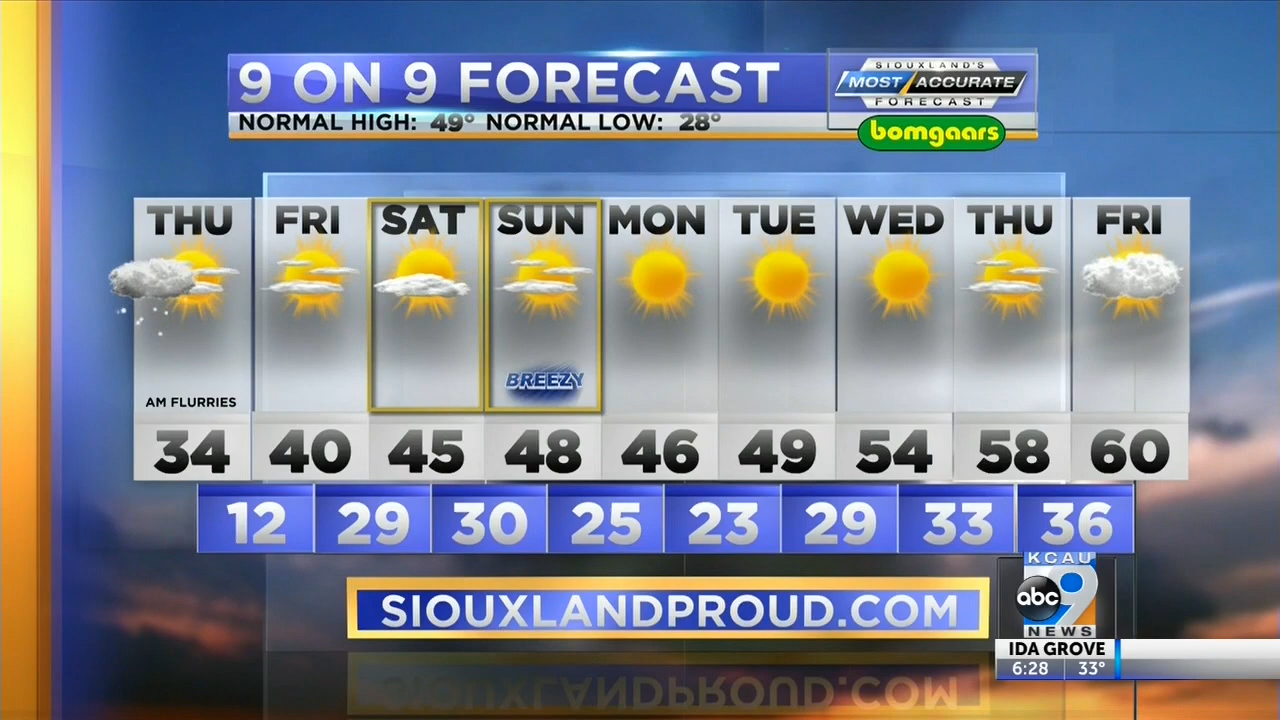 9 ON 9 FORECAST
NORMAL HIGH: 49° NORMAL LOW: 28°
SIOUXLAND'S
MOST ACCURATE
FORECAST
bomgaars
THU FRI SAT SUN MON TUE WED THU FRI
BREEZY
AM FLURRIES
34 40 45 48 46 49 54 58 60
12 29 30 25 23 29 33 36
SIOUXLANDPROUD.COM
KCAU
abc 9
NEWS
IDA GROVE
6:28 33°
SIOUXLANDPROUD.COM